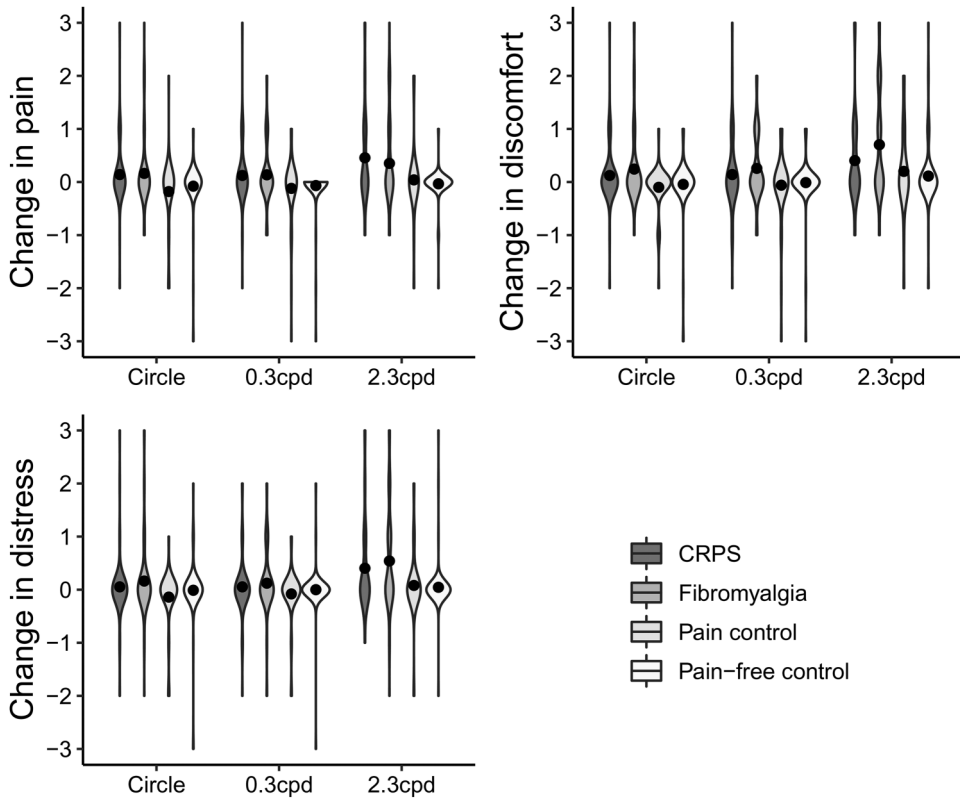 Change in pain
3
2
1
0
−1
−2
−3
Circle 0.3cpd 2.3cpd
Change in discomfort
3
2
1
0
−1
−2
−3
Circle 0.3cpd 2.3cpd
Change in distress
3
2
1
0
−1
−2
−3
Circle 0.3cpd 2.3cpd
CRPS
Fibromyalgia
Pain control
Pain−free control